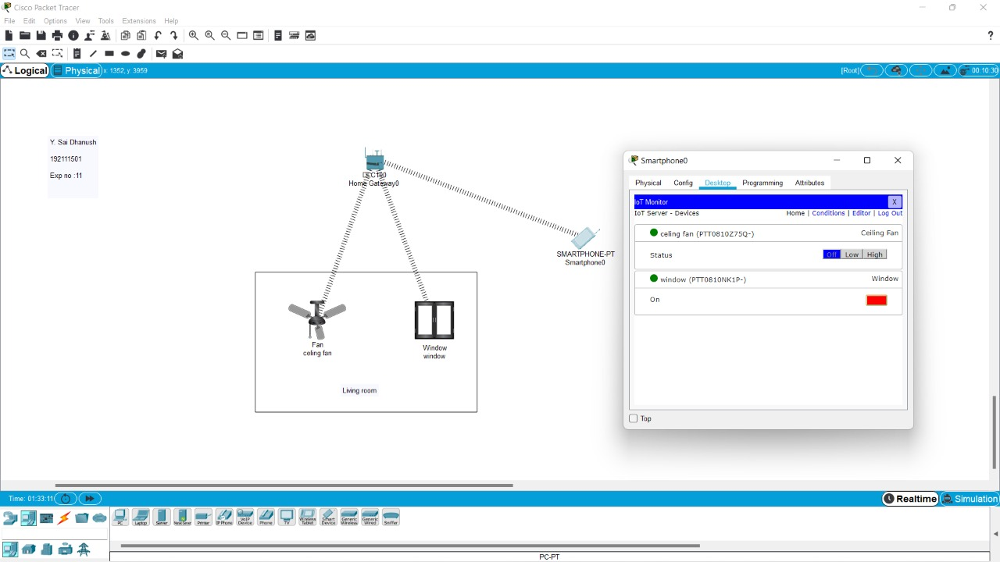 Cisco Packet Tracer
File Edit Options View Tools Extensions Help
?
Logical Physical x: 1352, y: 3959 [Root] 00:10:30
Y. Sai Dhanush
192111501
Exp no :11
Home Gateway0
SMARTPHONE-PT
Smartphone0
Fan
celing fan
Window
window
Living room
Smartphone0
Physical Config Desktop Programming Attributes
IoT Monitor X
IoT Server - Devices Home | Conditions | Editor | Log Out
celing fan (PTT0810Z75Q-) Ceiling Fan
Status Off Low High
window (PTT0810NK1P-) Window
On
Top
Time: 01:33:11 Realtime Simulation
PC Laptop Server Printer IP Phone VoIP Device Phone TV Wireless Tablet Smart Device Generic Wireless Generic Wired Sniffer
PC-PT